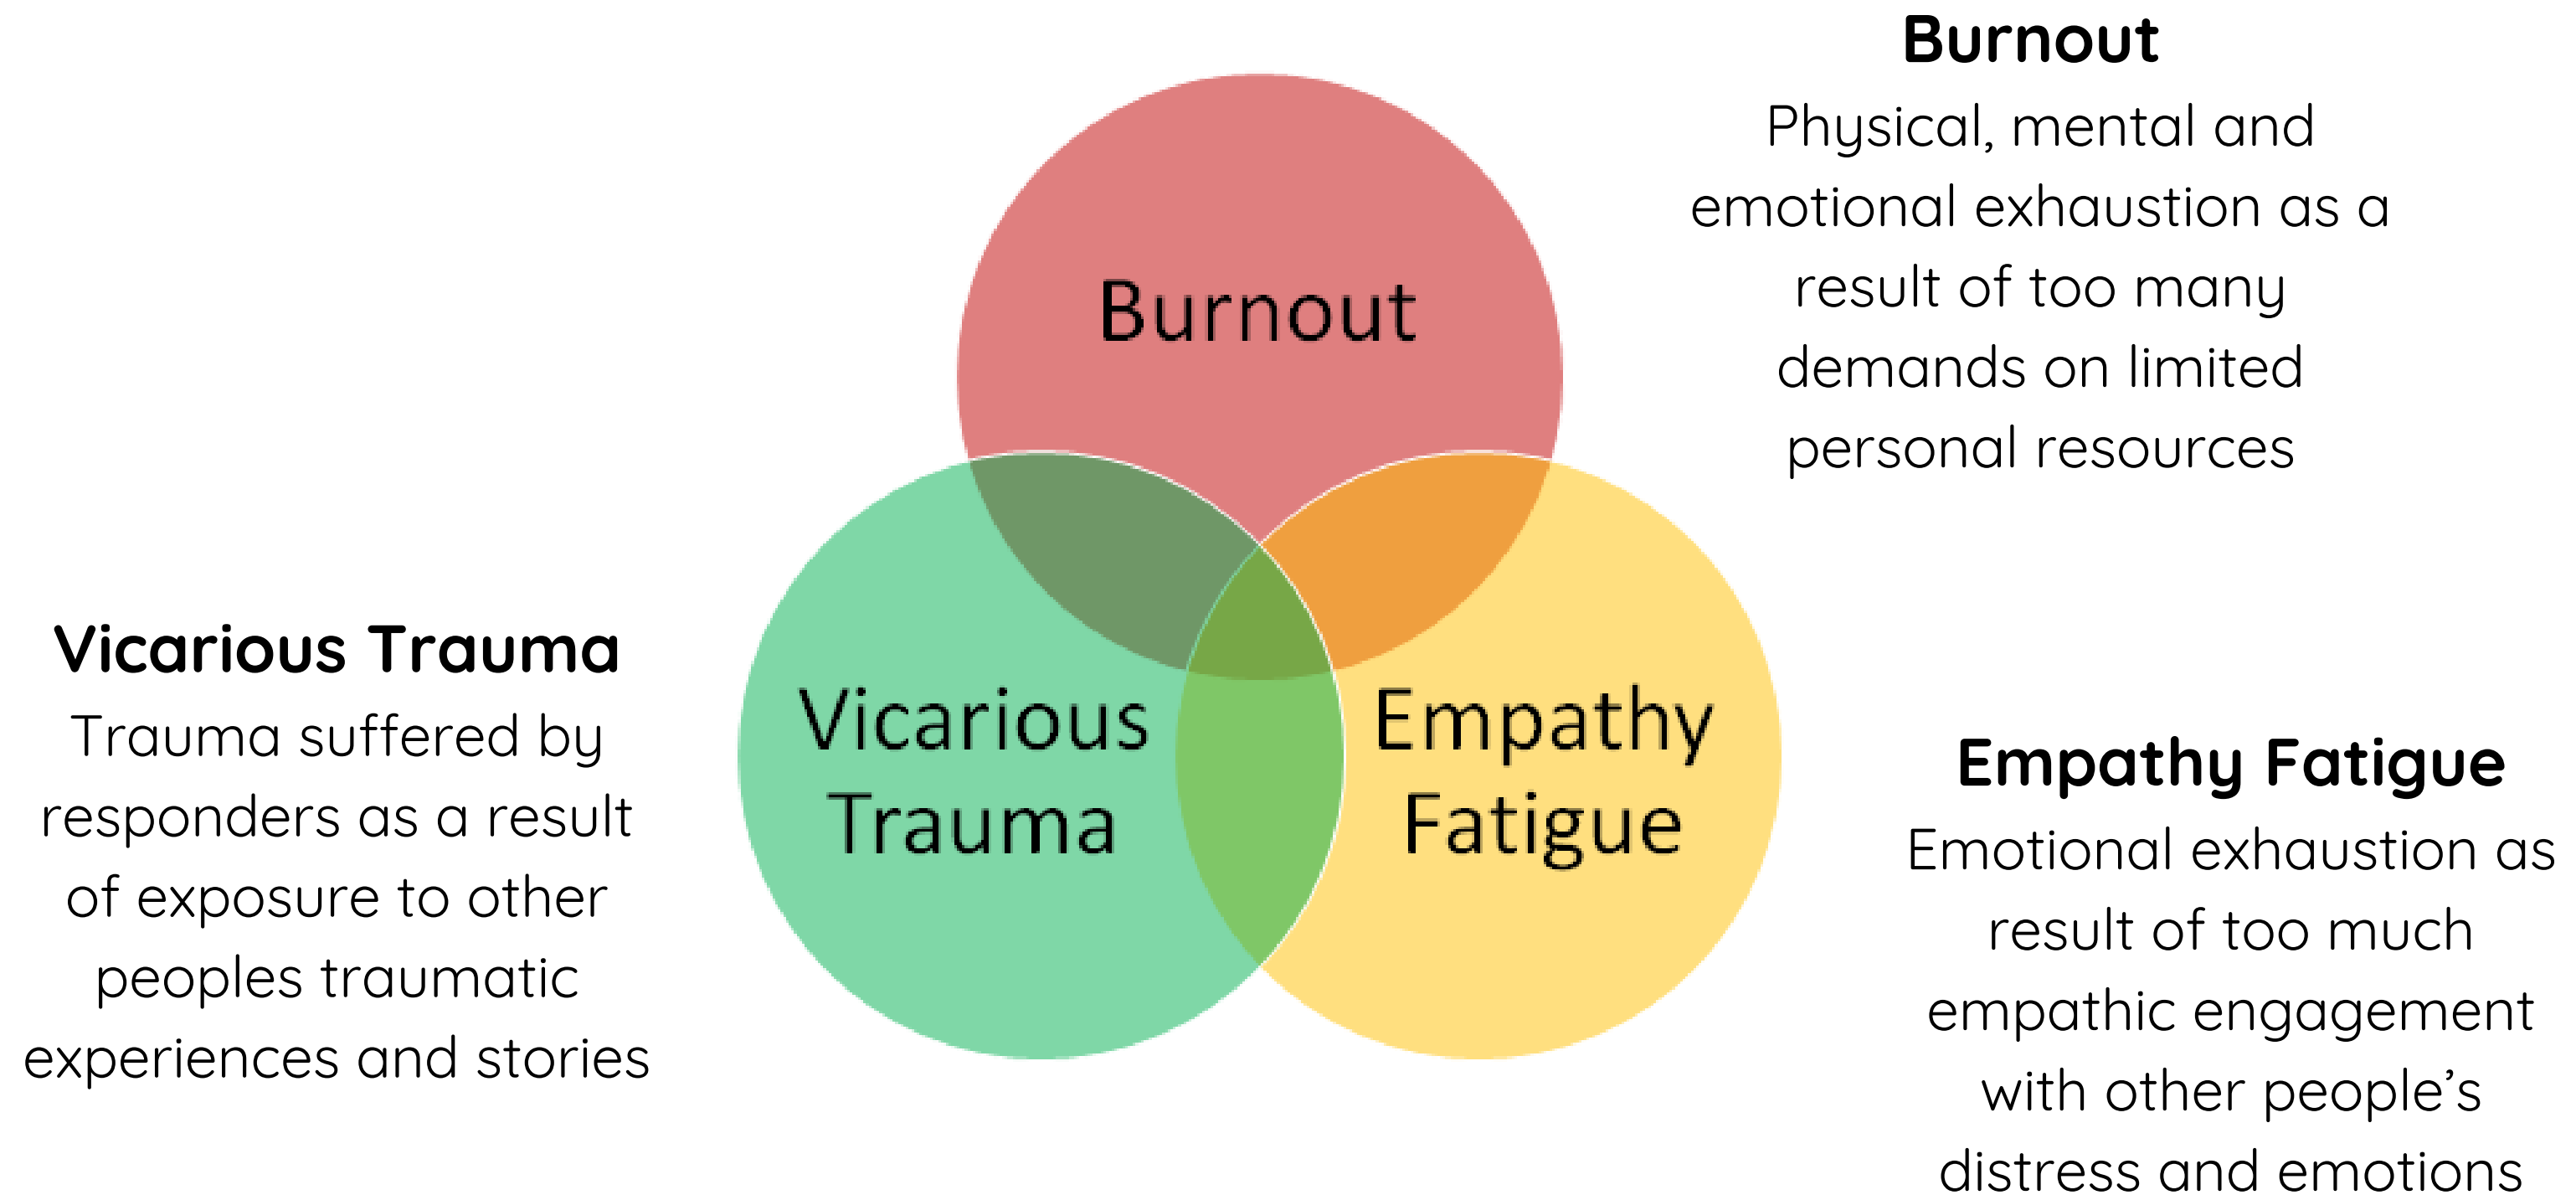 Burnout
Physical, mental and
emotional exhaustion as a
result of too many
demands on limited
personal resources
Burnout
Vicarious Trauma
Trauma suffered by
responders as a result
of exposure to other
peoples traumatic
experiences and stories
Vicarious
Trauma
Empathy
Fatigue
Empathy Fatigue
Emotional exhaustion as
result of too much
empathic engagement
with other people’s
distress and emotions